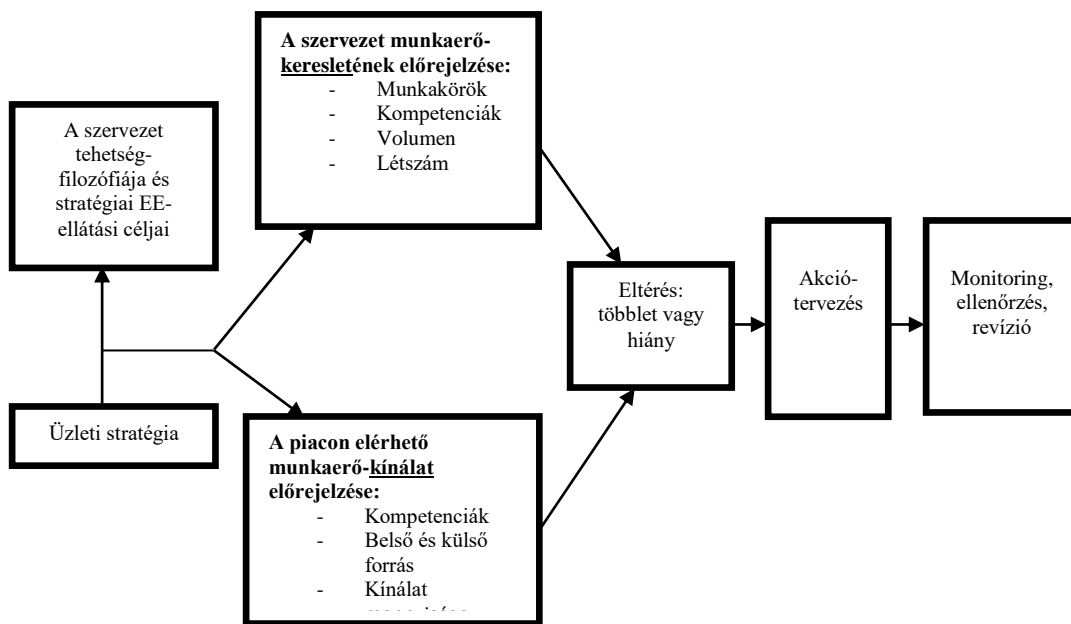 A szervezet
tehetség-
filozófiája és
stratégiai EE-
ellátási céljai
Üzleti stratégia
A szervezet munkaerő-
keresletének előrejelzése:
- Munkakörök
- Kompetenciák
- Volumen
- Létszám
A piacon elérhető
munkaerő-kínálat
előrejelzése:
- Kompetenciák
- Belső és külső
forrás
- Kínálat
Eltérés:
többlet vagy
hiány
Akció-
tervezés
Monitoring,
ellenőrzés,
revízió